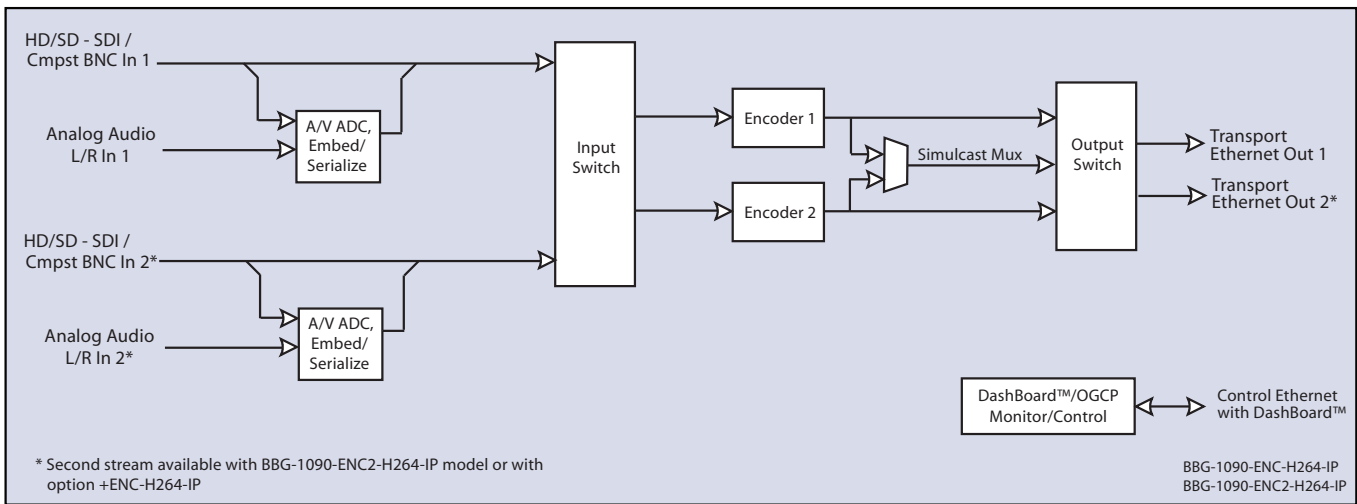 HD/SD - SDI /
Cmpst BNC In 1
Analog Audio
L/R In 1
A/V ADC,
Embed/
Serialize
HD/SD - SDI /
Cmpst BNC In 2*
Analog Audio
L/R In 2*
A/V ADC,
Embed/
Serialize
Input
Switch
Encoder 1
Encoder 2
Simulcast Mux
Output
Switch
Transport
Ethernet Out 1
Transport
Ethernet Out 2*
DashBoard™/OGCP
Monitor/Control
Control Ethernet
with DashBoard™
* Second stream available with BBG-1090-ENC2-H264-IP model or with
option +ENC-H264-IP
BBG-1090-ENC-H264-IP
BBG-1090-ENC2-H264-IP